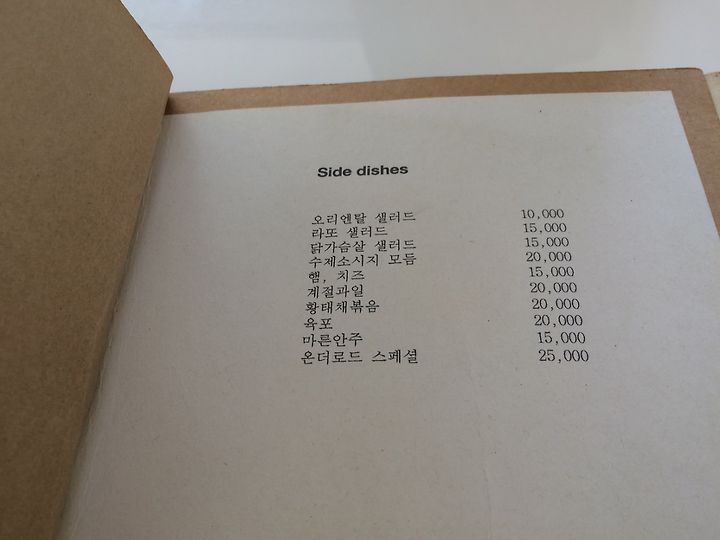 Side dishes
오리엔탈 샐러드 10,000
라또 샐러드 15,000
닭가슴살 샐러드 15,000
수제소시지 모듬 20,000
햄, 치즈 15,000
계절과일 20,000
황태채볶음 20,000
육포 20,000
마른안주 15,000
온더로드 스페셜 25,000